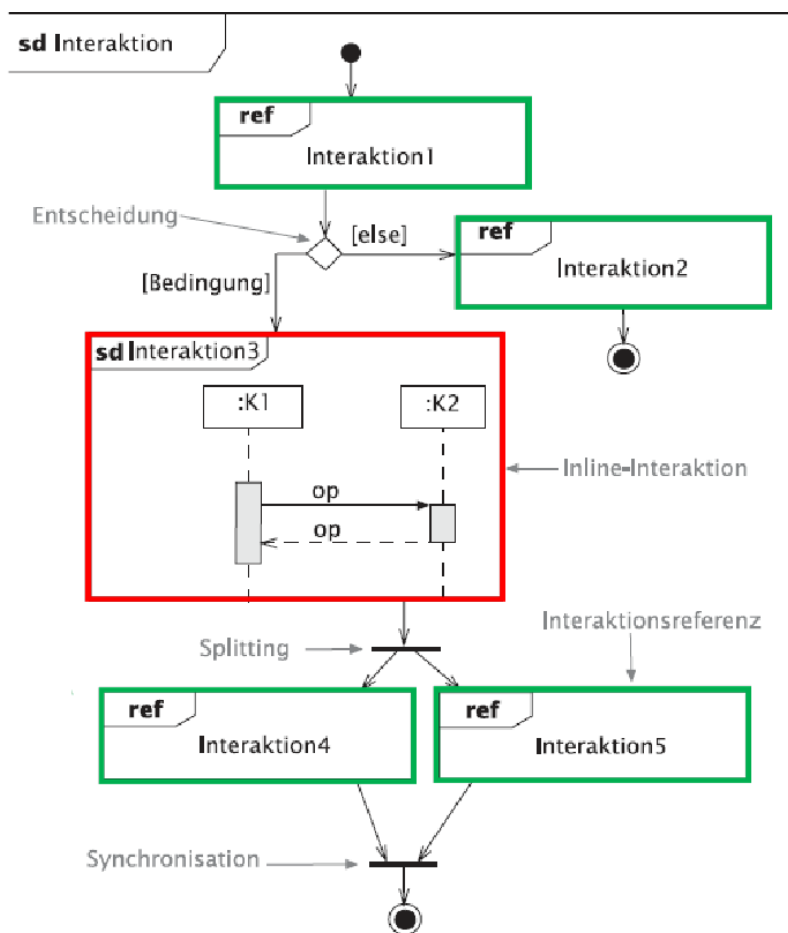 sd Interaktion
ref
Interaktion1
Entscheidung
[else]
ref
Interaktion2
[Bedingung]
sd Interaktion3
:K1
:K2
Inline-Interaktion
op
op
Interaktionsreferenz
Splitting
ref
Interaktion4
ref
Interaktion5
Synchronisation